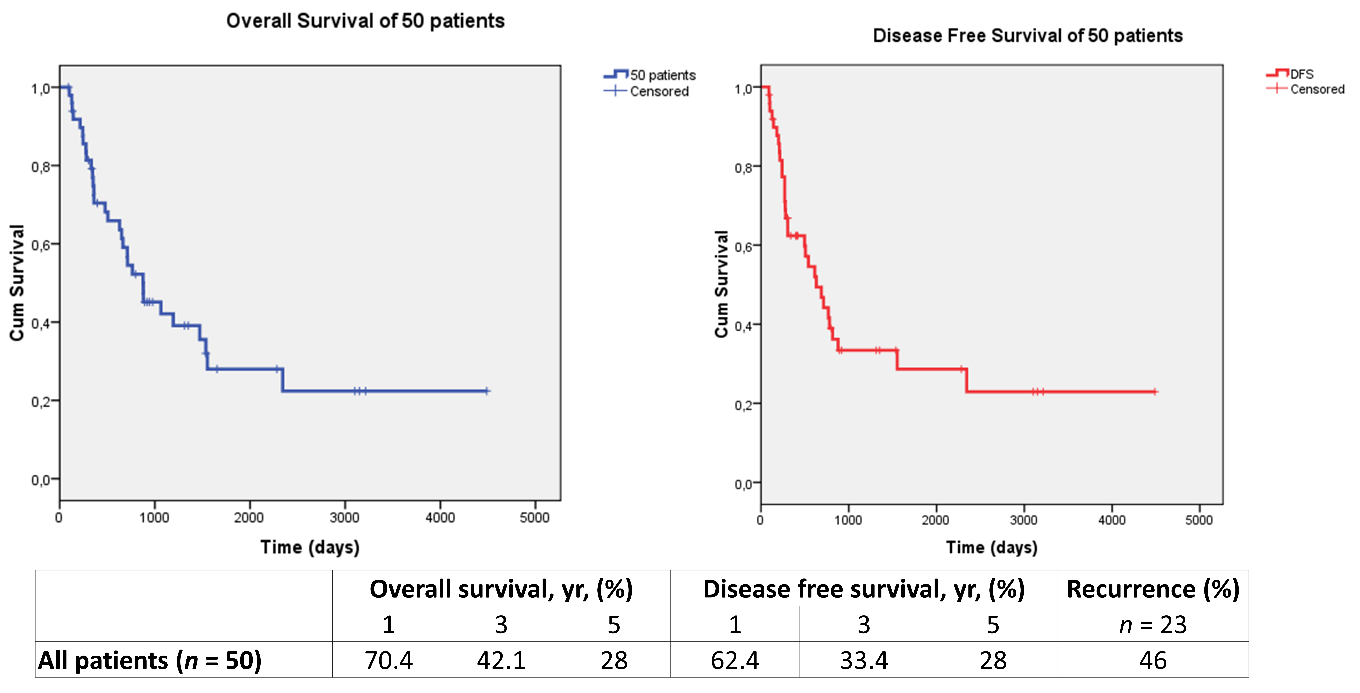 Overall Survival of 50 patients
50 patients
Censored
Cum Survival
1,0
0,8
0,6
0,4
0,2
0,0
0 1000 2000 3000 4000 5000
Time (days)
Disease Free Survival of 50 patients
DFS
Censored
Cum Survival
1,0
0,8
0,6
0,4
0,2
0,0
0 1000 2000 3000 4000 5000
Time (days)
Overall survival, yr, (%) Disease free survival, yr, (%) Recurrence (%)
1 3 5 1 3 5 n = 23
All patients (n = 50) 70.4 42.1 28 62.4 33.4 28 46